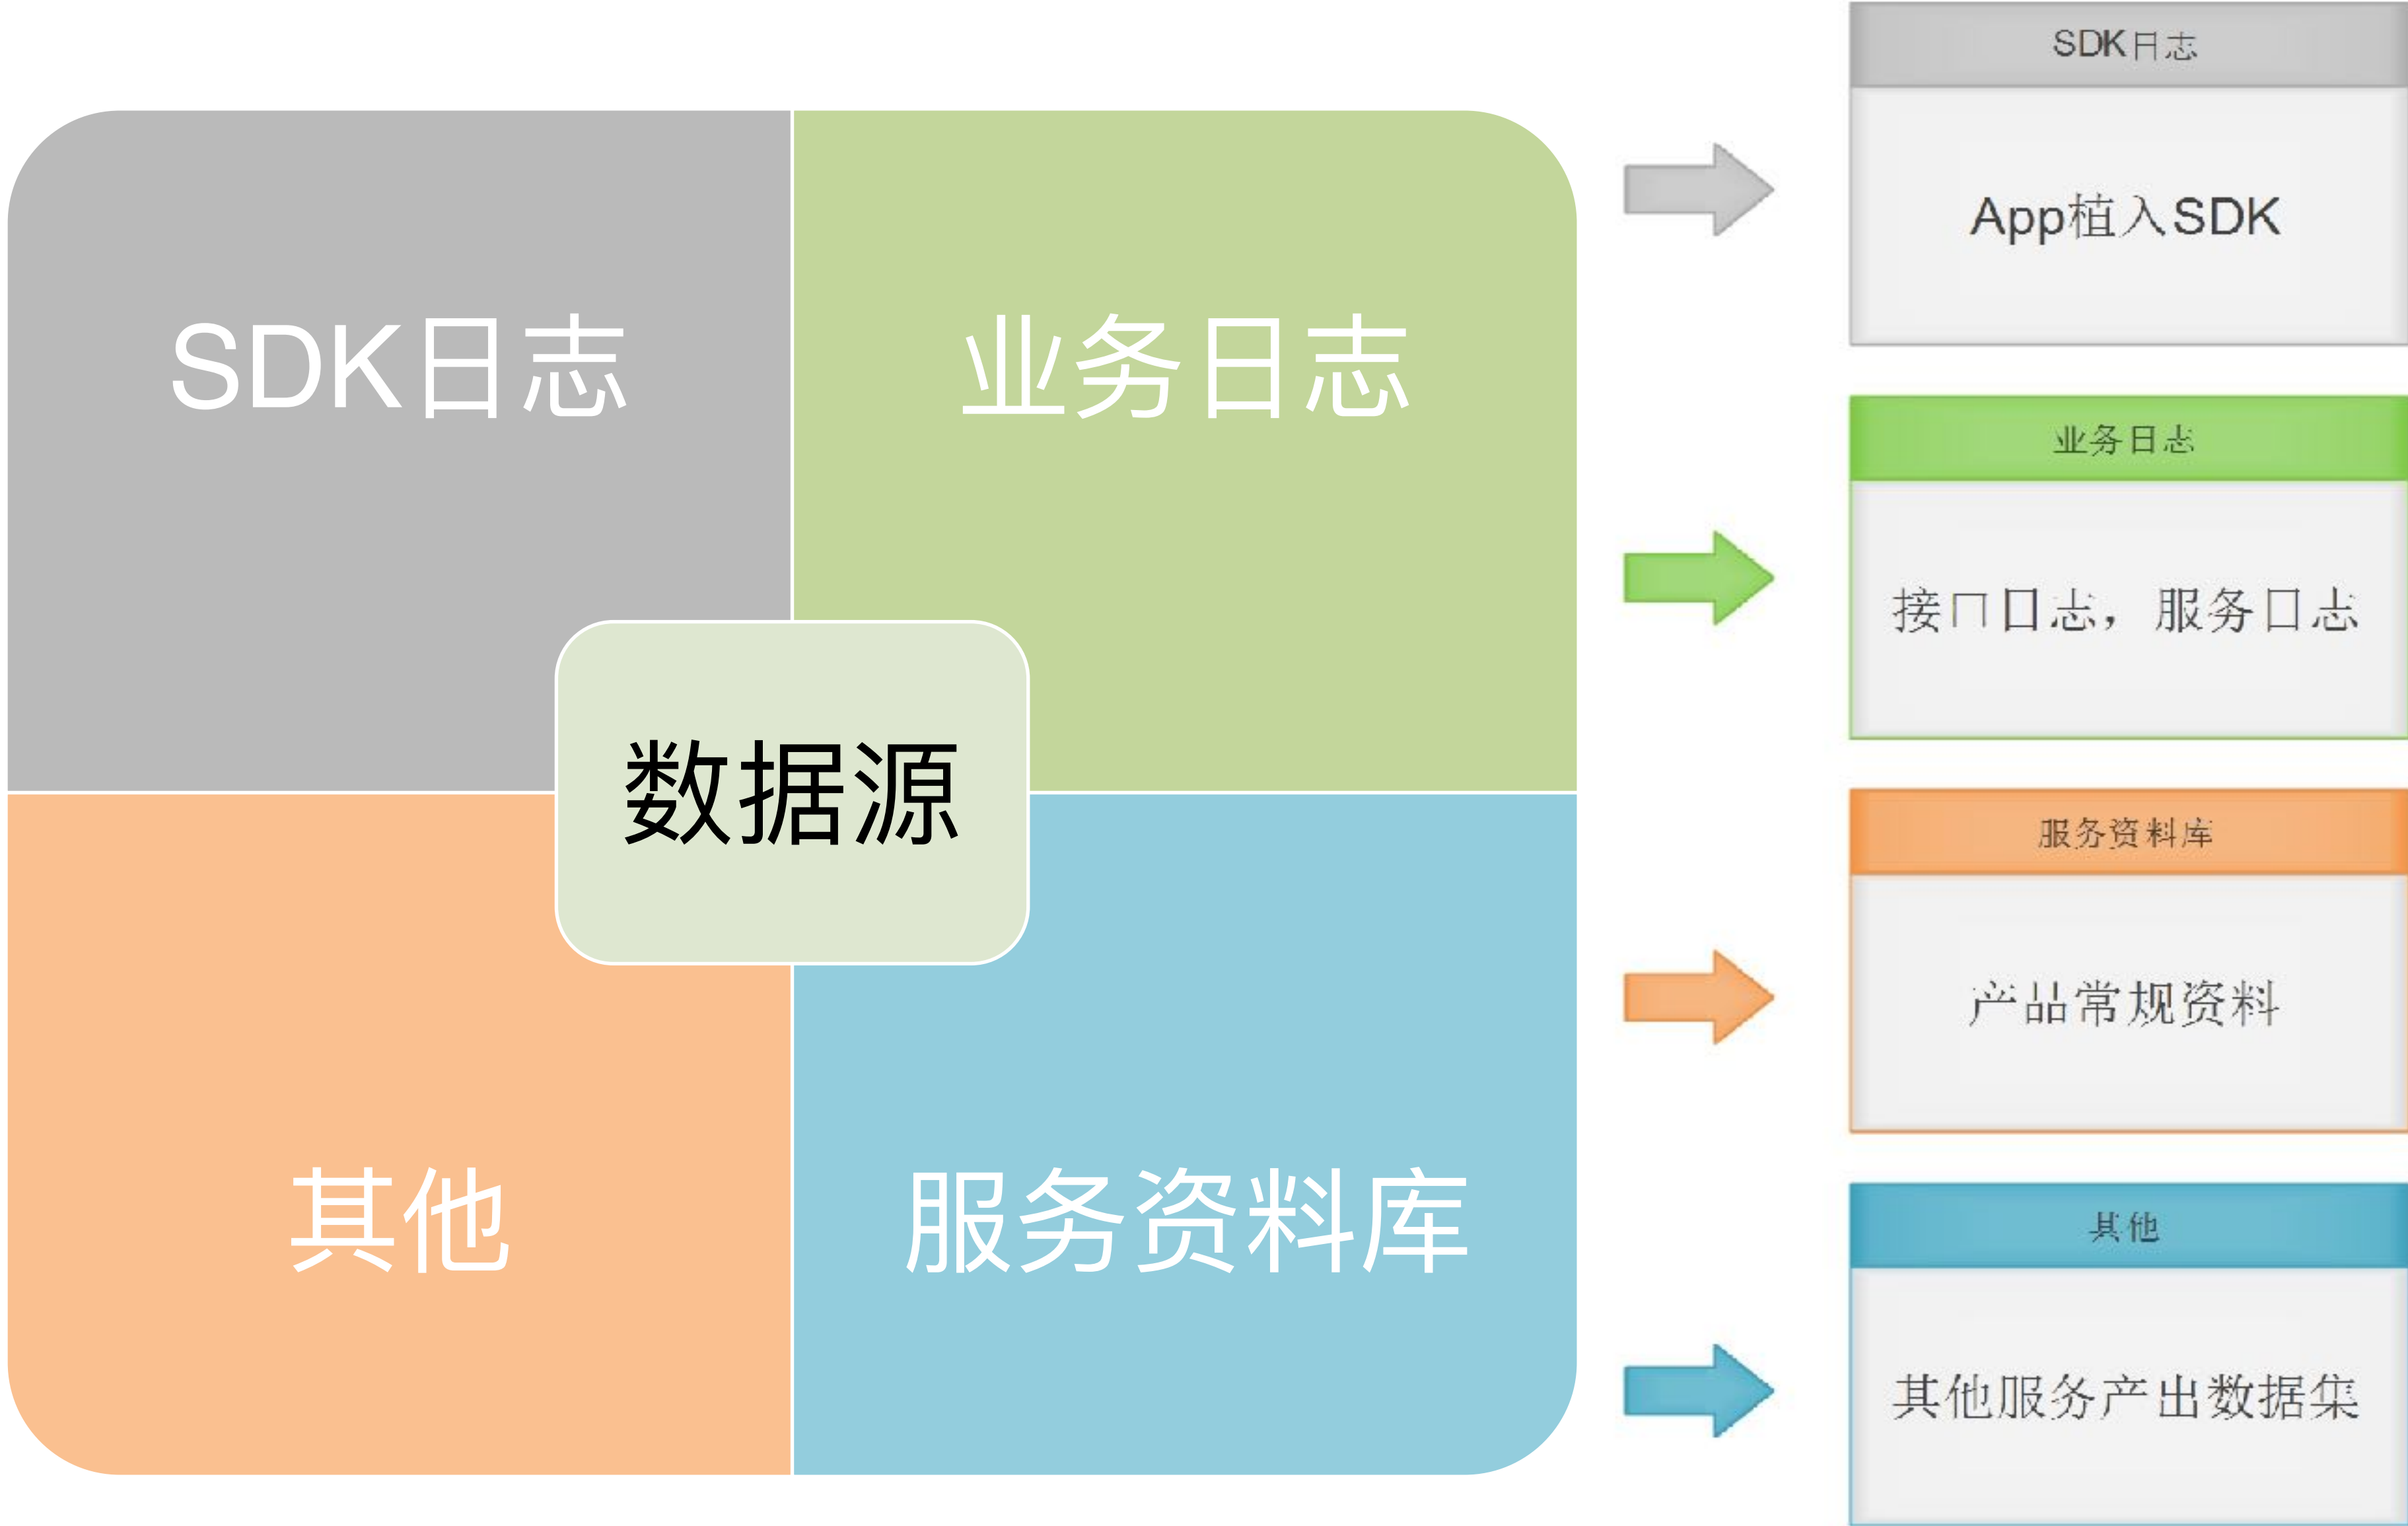 SDK日志
业务日志
数据源
其他
服务资料库
SDK日志
App植入SDK
业务日志
接口日志，服务日志
服务资料库
产品常规资料
其他
其他服务产出数据集